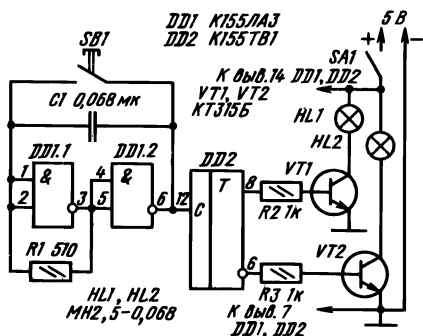 DD1 К155ЛА3
DD2 К155ТВ1
5 В
SB1
SA1
+
−
К выв.14 DD1, DD2
C1 0,068 мк
VT1, VT2
КТ315Б
HL1
HL2
DD1.1
DD1.2
DD2
VT1
1
&
2
3
4
&
5
6
12
C
T
8
R2 1к
R1 510
6
VT2
R3 1к
HL1, HL2
МН2,5-0,068
К выв. 7
DD1, DD2